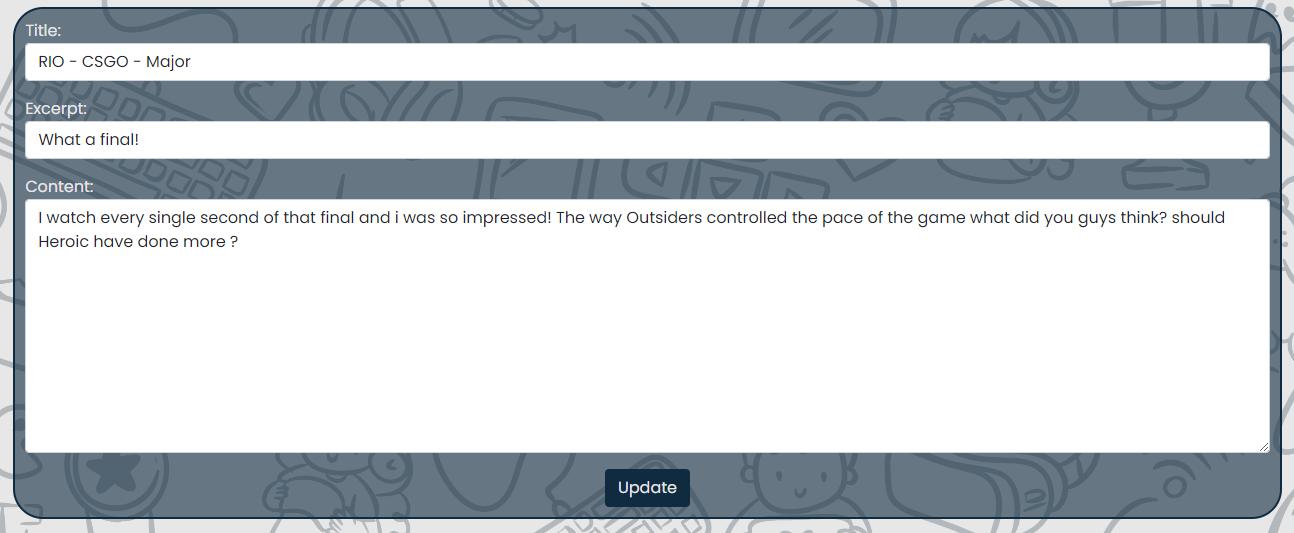 Title:
RIO - CSGO - Major
Excerpt:
What a final!
Content:
I watch every single second of that final and i was so impressed! The way Outsiders controlled the pace of the game what did you guys think? should
Heroic have done more ?
Update